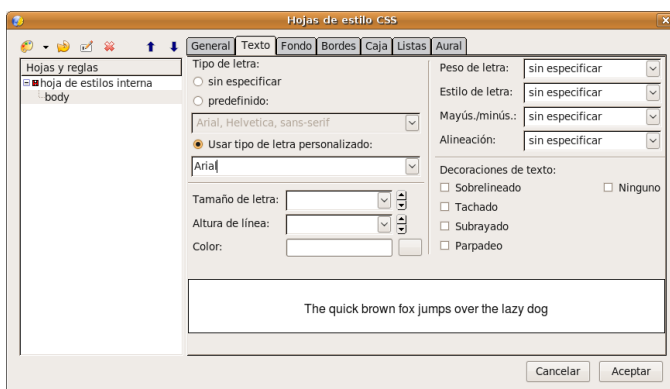 Hojas de estilo CSS
General Texto Fondo Bordes Caja Listas Aural
Hojas y reglas
hoja de estilos interna
body
Tipo de letra:
sin especificar
predefinido:
Arial, Helvetica, sans-serif
Usar tipo de letra personalizado:
Arial
Tamaño de letra:
Altura de línea:
Color:
Peso de letra: sin especificar
Estilo de letra: sin especificar
Mayús./minús.: sin especificar
Alineación: sin especificar
Decoraciones de texto:
Sobrelineado Ninguno
Tachado
Subrayado
Parpadeo
The quick brown fox jumps over the lazy dog
Cancelar Aceptar